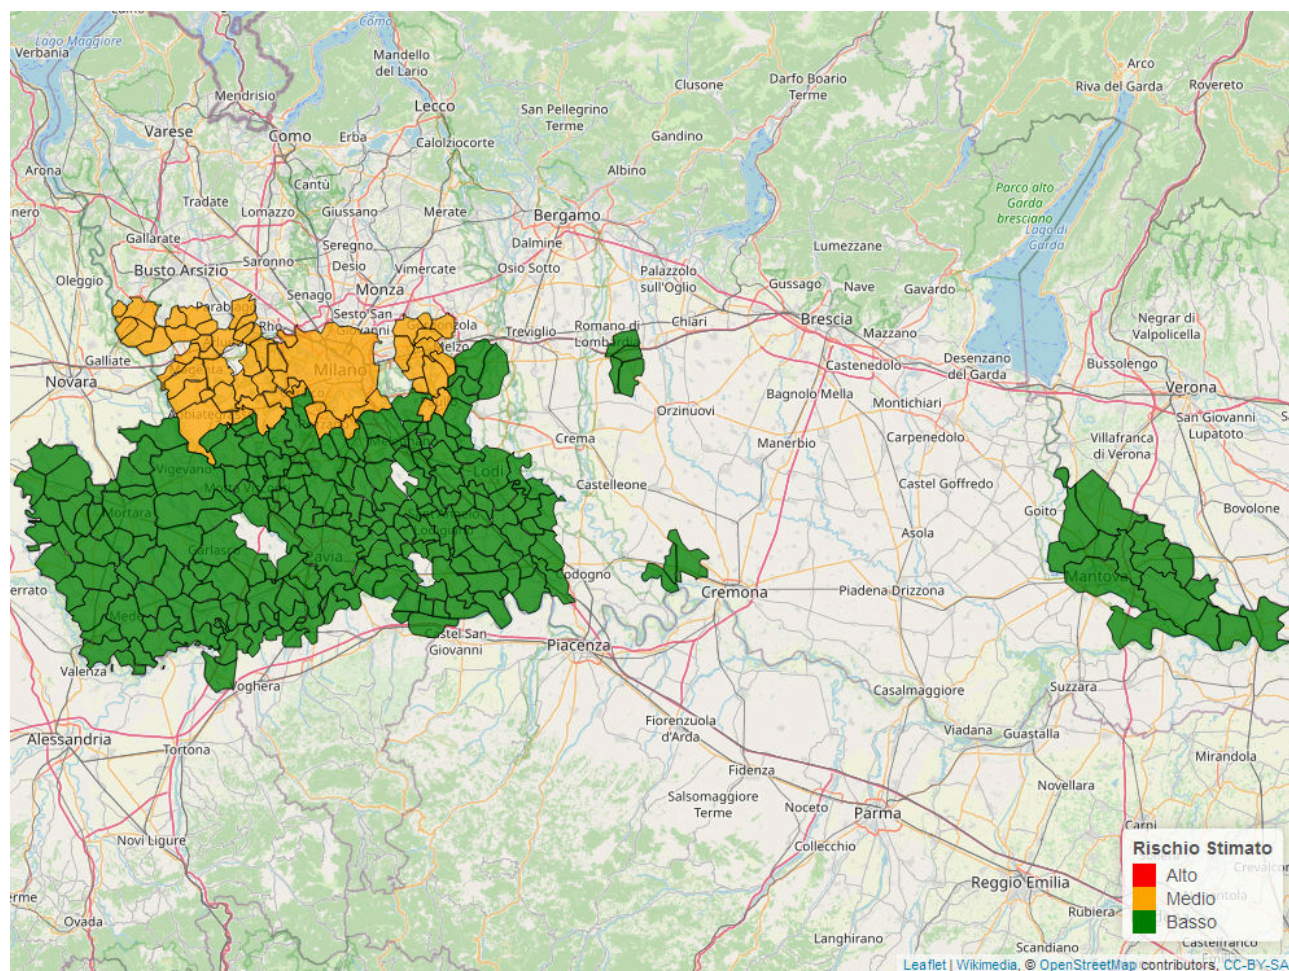 Como
Lago Maggiore
Verbania
Mandello
del Lario
Clusone
Darfo Boario
Terme
Arco
Riva del Garda
Rovereto
Mendrisio
Lecco
San Pellegrino
Terme
Varese
Como
Erba
Calolziocorte
Gandino
Arona
Cantù
Albino
Parco alto
Garda
bresciano
Tradate
Lomazzo
Giussano
Merate
Bergamo
Lago di
Garda
Gallarate
Seregno
Dalmine
Lumezzane
Busto Arsizio
Saronno
Desio
Vimercate
Osio Sotto
Palazzolo
sull'Oglio
Oleggio
Senago
Monza
Gussago
Nave
Gavardo
Rho
Sesto San
Giovanni
Treviglio
Romano di
Lombardia
Chiari
Brescia
Mazzano
Negrar di
Valpolicella
Galliate
Magenta
Milano
Melzo
Castenedolo
Desenzano
del Garda
Bussolengo
Novara
Verona
Bagnolo Mella
Montichiari
Orzinuovi
San Giovanni
Lupatoto
Crema
Manerbio
Carpenedolo
Villafranca
di Verona
Vigevano
Lodi
Castelleone
Castel Goffredo
Mortara
Goito
Bovolone
Asola
Garlasco
Pavia
Codogno
Mantova
Cremona
Piadena Drizzona
Mede
Giovanni
Piacenza
Valenza
Voghera
Casalmaggiore
Suzzara
Fiorenzuola
d'Arda
Viadana
Guastalla
Alessandria
Tortona
Mirandola
Fidenza
Novellara
Salsomaggiore
Terme
Noceto
Parma
Carpi
Novi Ligure
Collecchio
Rischio Stimato
Alto
Medio
Basso
Reggio Emilia
Rubiera
Ovada
Langhirano
Scandiano
Castelfranco
Leaflet | Wikimedia, © OpenStreetMap contributors, CC-BY-SA